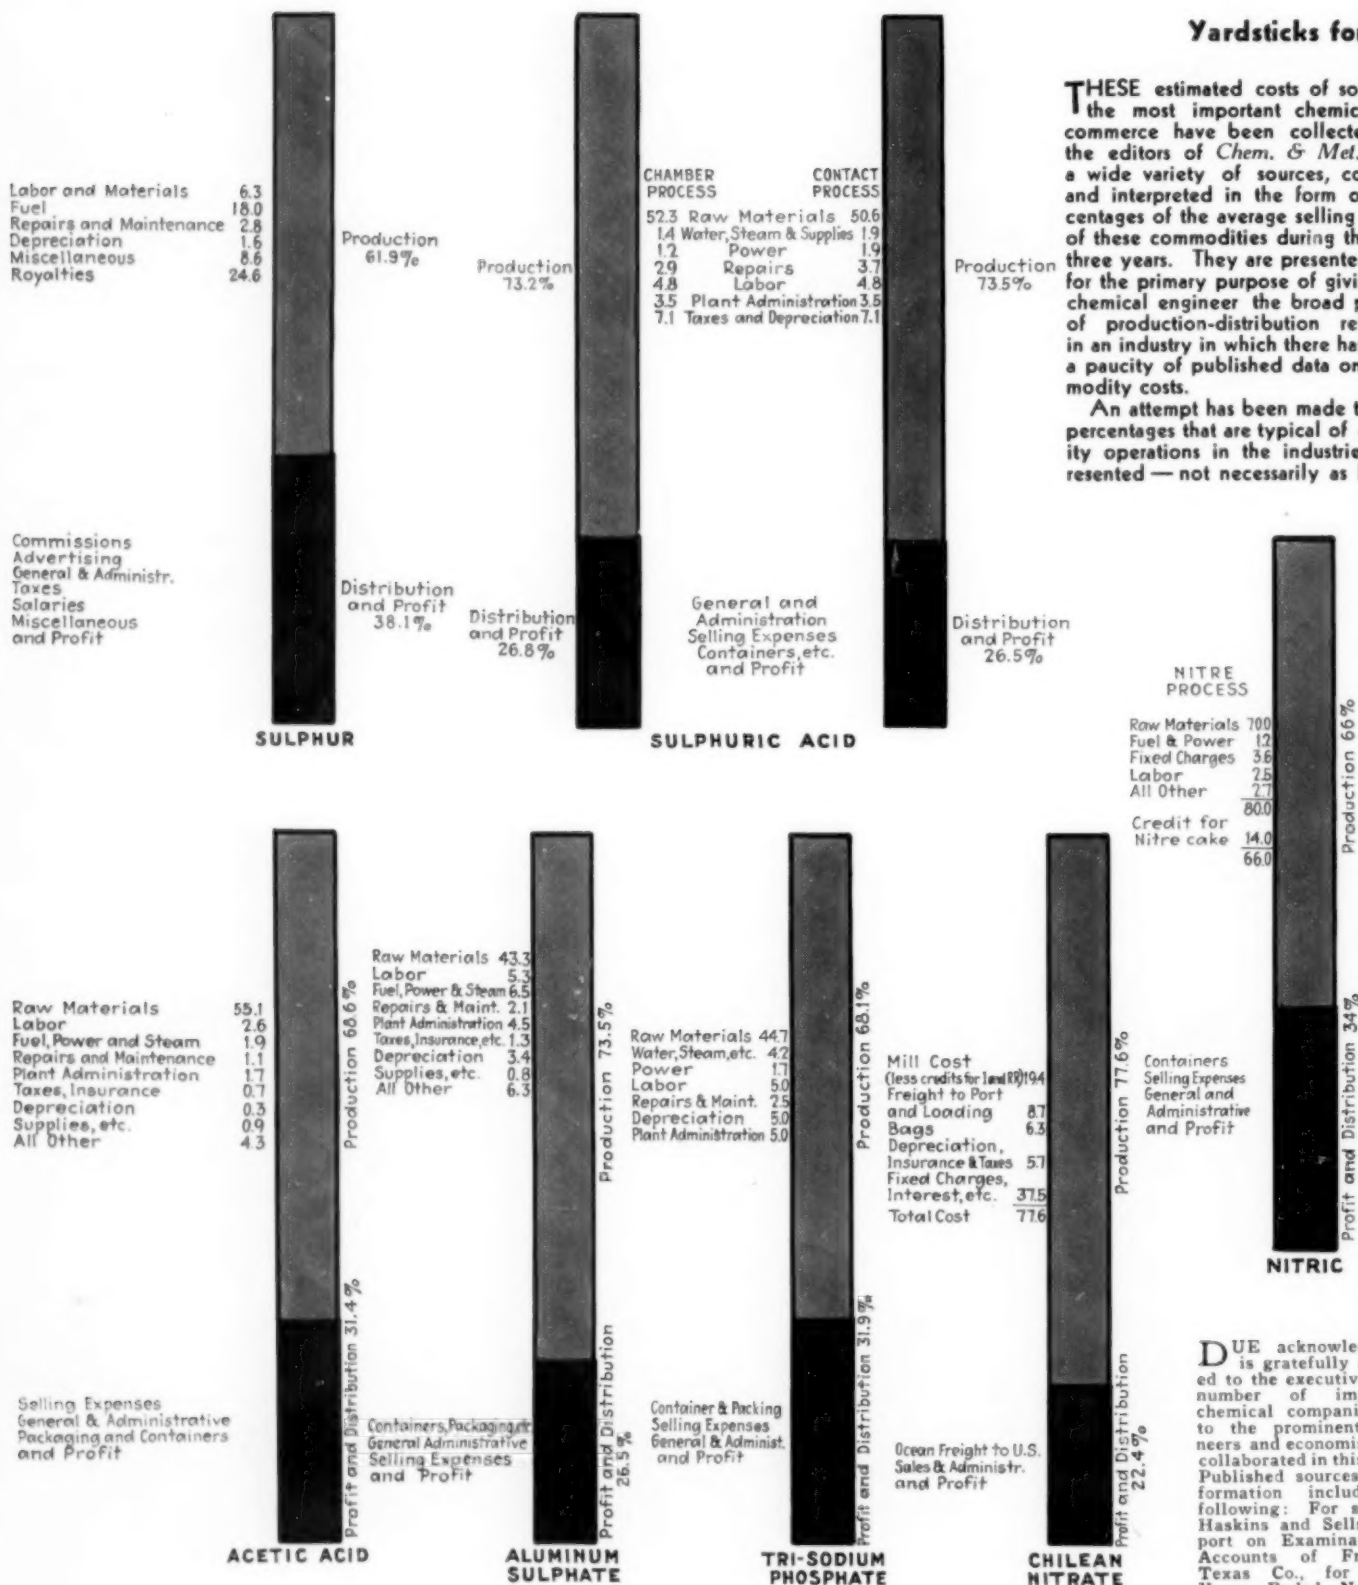 Yardsticks for
THESE estimated costs of so
the most important chemic
commerce have been collecte
the editors of Chem. & Met.
a wide variety of sources, co
and interpreted in the form o
centages of the average selling
of these commodities during th
three years. They are presente
for the primary purpose of givi
chemical engineer the broad p
of production-distribution re
in an industry in which there ha
a paucity of published data on
modity costs.
An attempt has been made t
percentages that are typical of
ity operations in the industrie
resented — not necessarily as
Labor and Materials 6.3
Fuel 18.0
Repairs and Maintenance 2.8
Depreciation 1.6
Miscellaneous 8.6
Royalties 24.6
Production
61.9%
Commissions
Advertising
General & Administr.
Taxes
Salaries
Miscellaneous
and Profit
Distribution
and Profit
38.1%
SULPHUR
Production
73.2%
Distribution
and Profit
26.8%
CHAMBER PROCESS CONTACT PROCESS
52.3 Raw Materials 50.6
1.4 Water, Steam & Supplies 1.9
1.2 Power 1.9
2.9 Repairs 3.7
4.8 Labor 4.8
3.5 Plant Administration 3.5
7.1 Taxes and Depreciation 7.1
Production
73.5%
General and
Administration
Selling Expenses
Containers, etc.
and Profit
Distribution
and Profit
26.5%
SULPHURIC ACID
NITRE
PROCESS
Raw Materials 70.0
Fuel & Power 1.2
Fixed Charges 3.6
Labor 2.5
All Other 2.7
80.0
Credit for
Nitre cake 14.0
66.0
Production 66%
Containers
Selling Expenses
General and
Administrative
and Profit
Profit and Distribution 34%
NITRIC
Raw Materials 55.1
Labor 2.6
Fuel, Power and Steam 1.9
Repairs and Maintenance 1.1
Plant Administration 1.7
Taxes, Insurance 0.7
Depreciation 0.3
Supplies, etc. 0.9
All Other 4.3
Production 68.6%
Selling Expenses
General & Administrative
Packaging and Containers
and Profit
Profit and Distribution 31.4%
ACETIC ACID
Raw Materials 43.3
Labor 5.3
Fuel, Power & Steam 6.5
Repairs & Maint. 2.1
Plant Administration 4.5
Taxes, Insurance, etc. 1.3
Depreciation 3.4
Supplies, etc. 0.8
All Other 6.3
Production 73.5%
Containers, Packaging, etc.
General Administrative
Selling Expenses
and Profit
Profit and Distribution
26.5%
ALUMINUM
SULPHATE
Raw Materials 44.7
Water, Steam, etc. 4.2
Power 1.7
Labor 5.0
Repairs & Maint. 2.5
Depreciation 5.0
Plant Administration 5.0
Production 68.1%
Container & Packing
Selling Expenses
General & Administ.
and Profit
Profit and Distribution 31.9%
TRI-SODIUM
PHOSPHATE
Mill Cost
(less credits for I and RR) 19.4
Freight to Port
and Loading 8.7
Bags 6.3
Depreciation,
Insurance & Taxes 5.7
Fixed Charges,
Interest, etc. 37.5
Total Cost 77.6
Production 77.6%
Ocean Freight to U.S.
Sales & Administr.
and Profit
Profit and Distribution
22.4%
CHILEAN
NITRATE
DUE acknowle
is gratefully
ed to the executiv
number of im
chemical compani
to the prominent
neers and economis
collaborated in this
Published sources
formation includ
following: For s
Haskins and Sells
port on Examina
Accounts of Fr
Texas Co., for